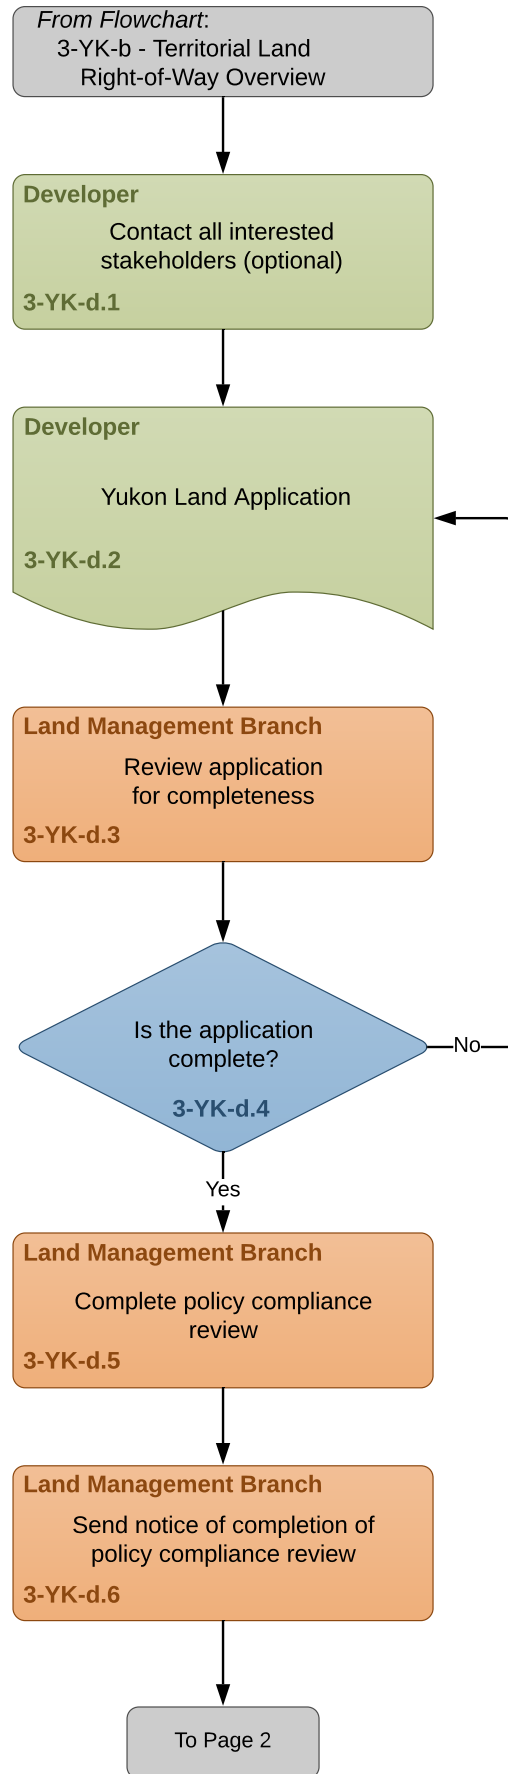 From Flowchart:
3-YK-b - Territorial Land
Right-of-Way Overview
Developer
Contact all interested
stakeholders (optional)
3-YK-d.1
Developer
Yukon Land Application
3-YK-d.2
Land Management Branch
Review application
for completeness
3-YK-d.3
Is the application
complete?
No
3-YK-d.4
Yes
Land Management Branch
Complete policy compliance
review
3-YK-d.5
Land Management Branch
Send notice of completion of
policy compliance review
3-YK-d.6
To Page 2